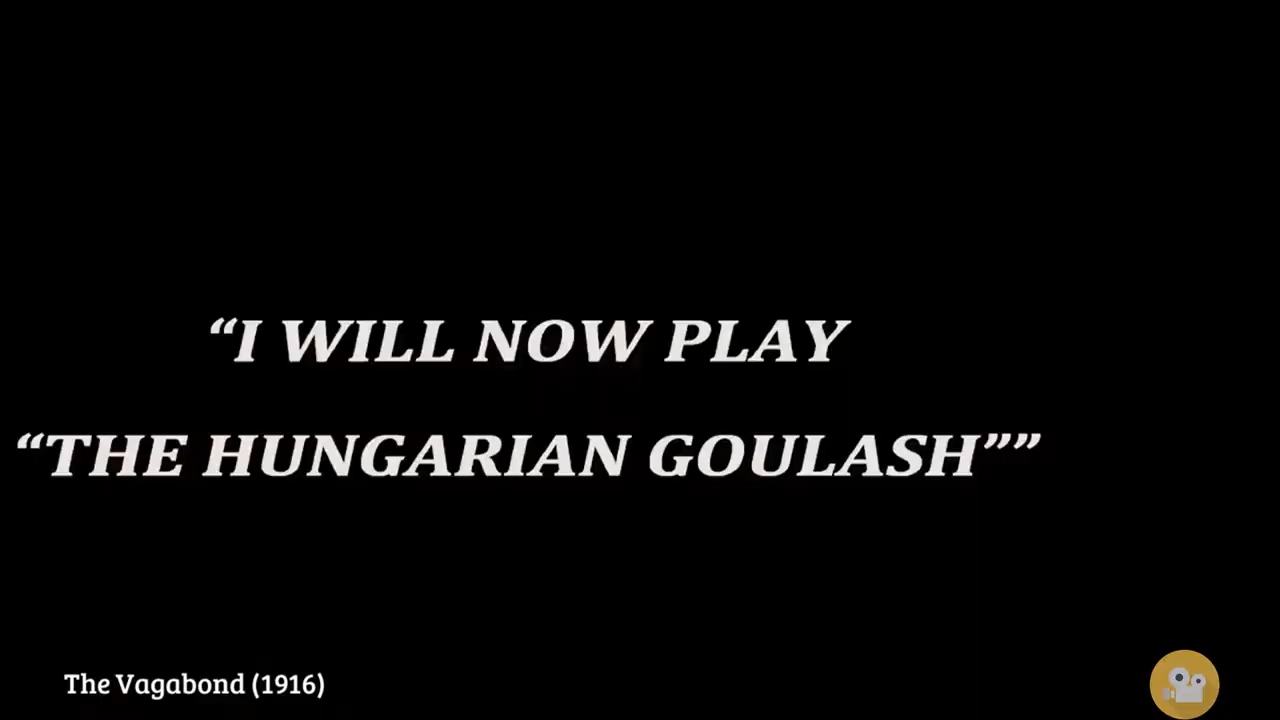 “I WILL NOW PLAY
“THE HUNGARIAN GOULASH””
The Vagabond (1916)